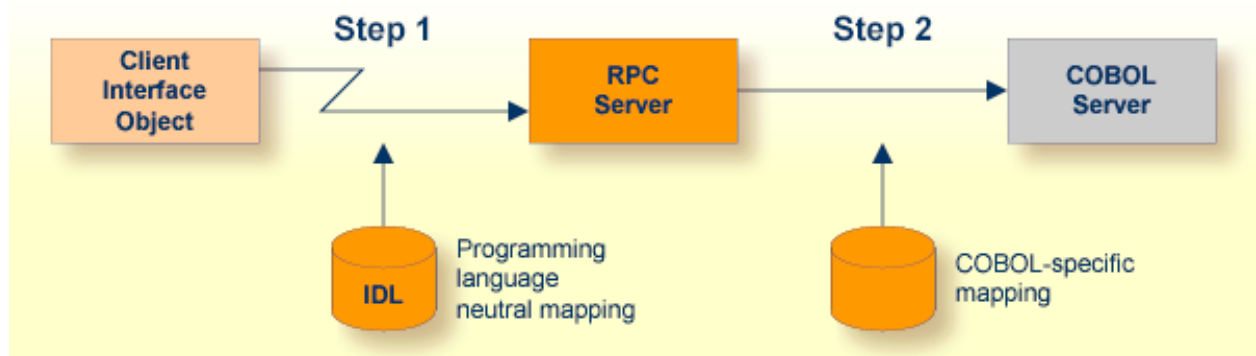 Step 1
Step 2
Client
Interface
Object
RPC
Server
COBOL
Server
IDL
Programming
language
neutral mapping
COBOL-specific
mapping